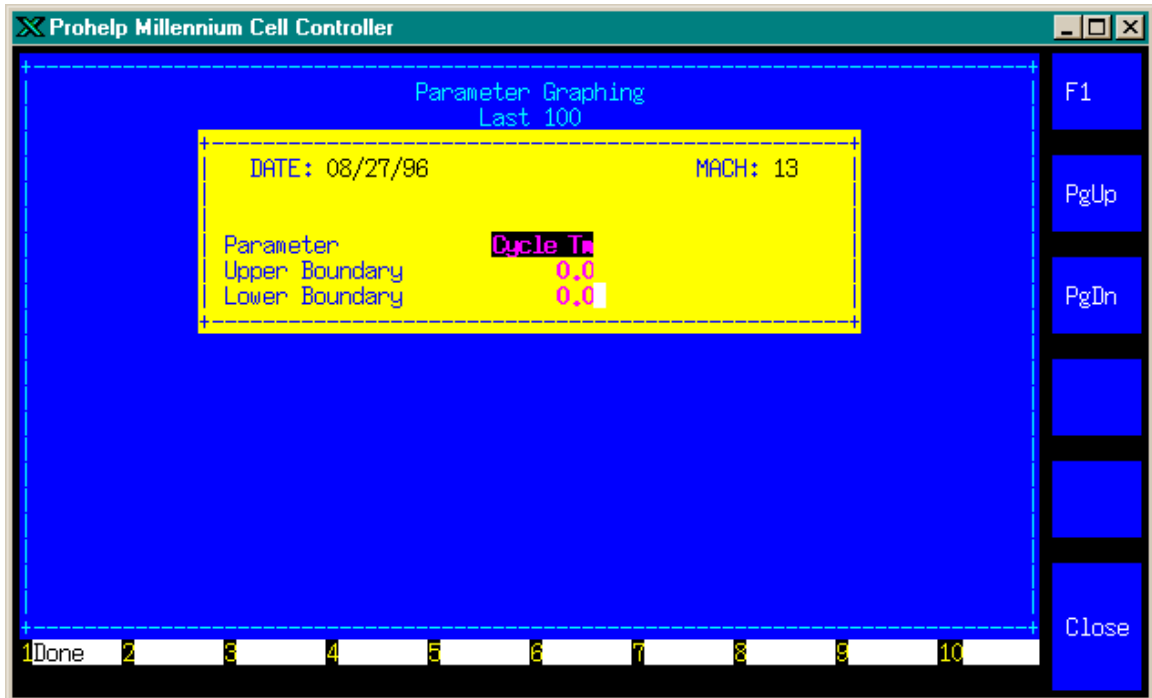 Prohelp Millennium Cell Controller
Parameter Graphing
Last 100
DATE: 08/27/96 MACH: 13
Parameter Cycle Tm
Upper Boundary 0.0
Lower Boundary 0.0
1Done 2 3 4 5 6 7 8 9 10
F1
PgUp
PgDn
Close